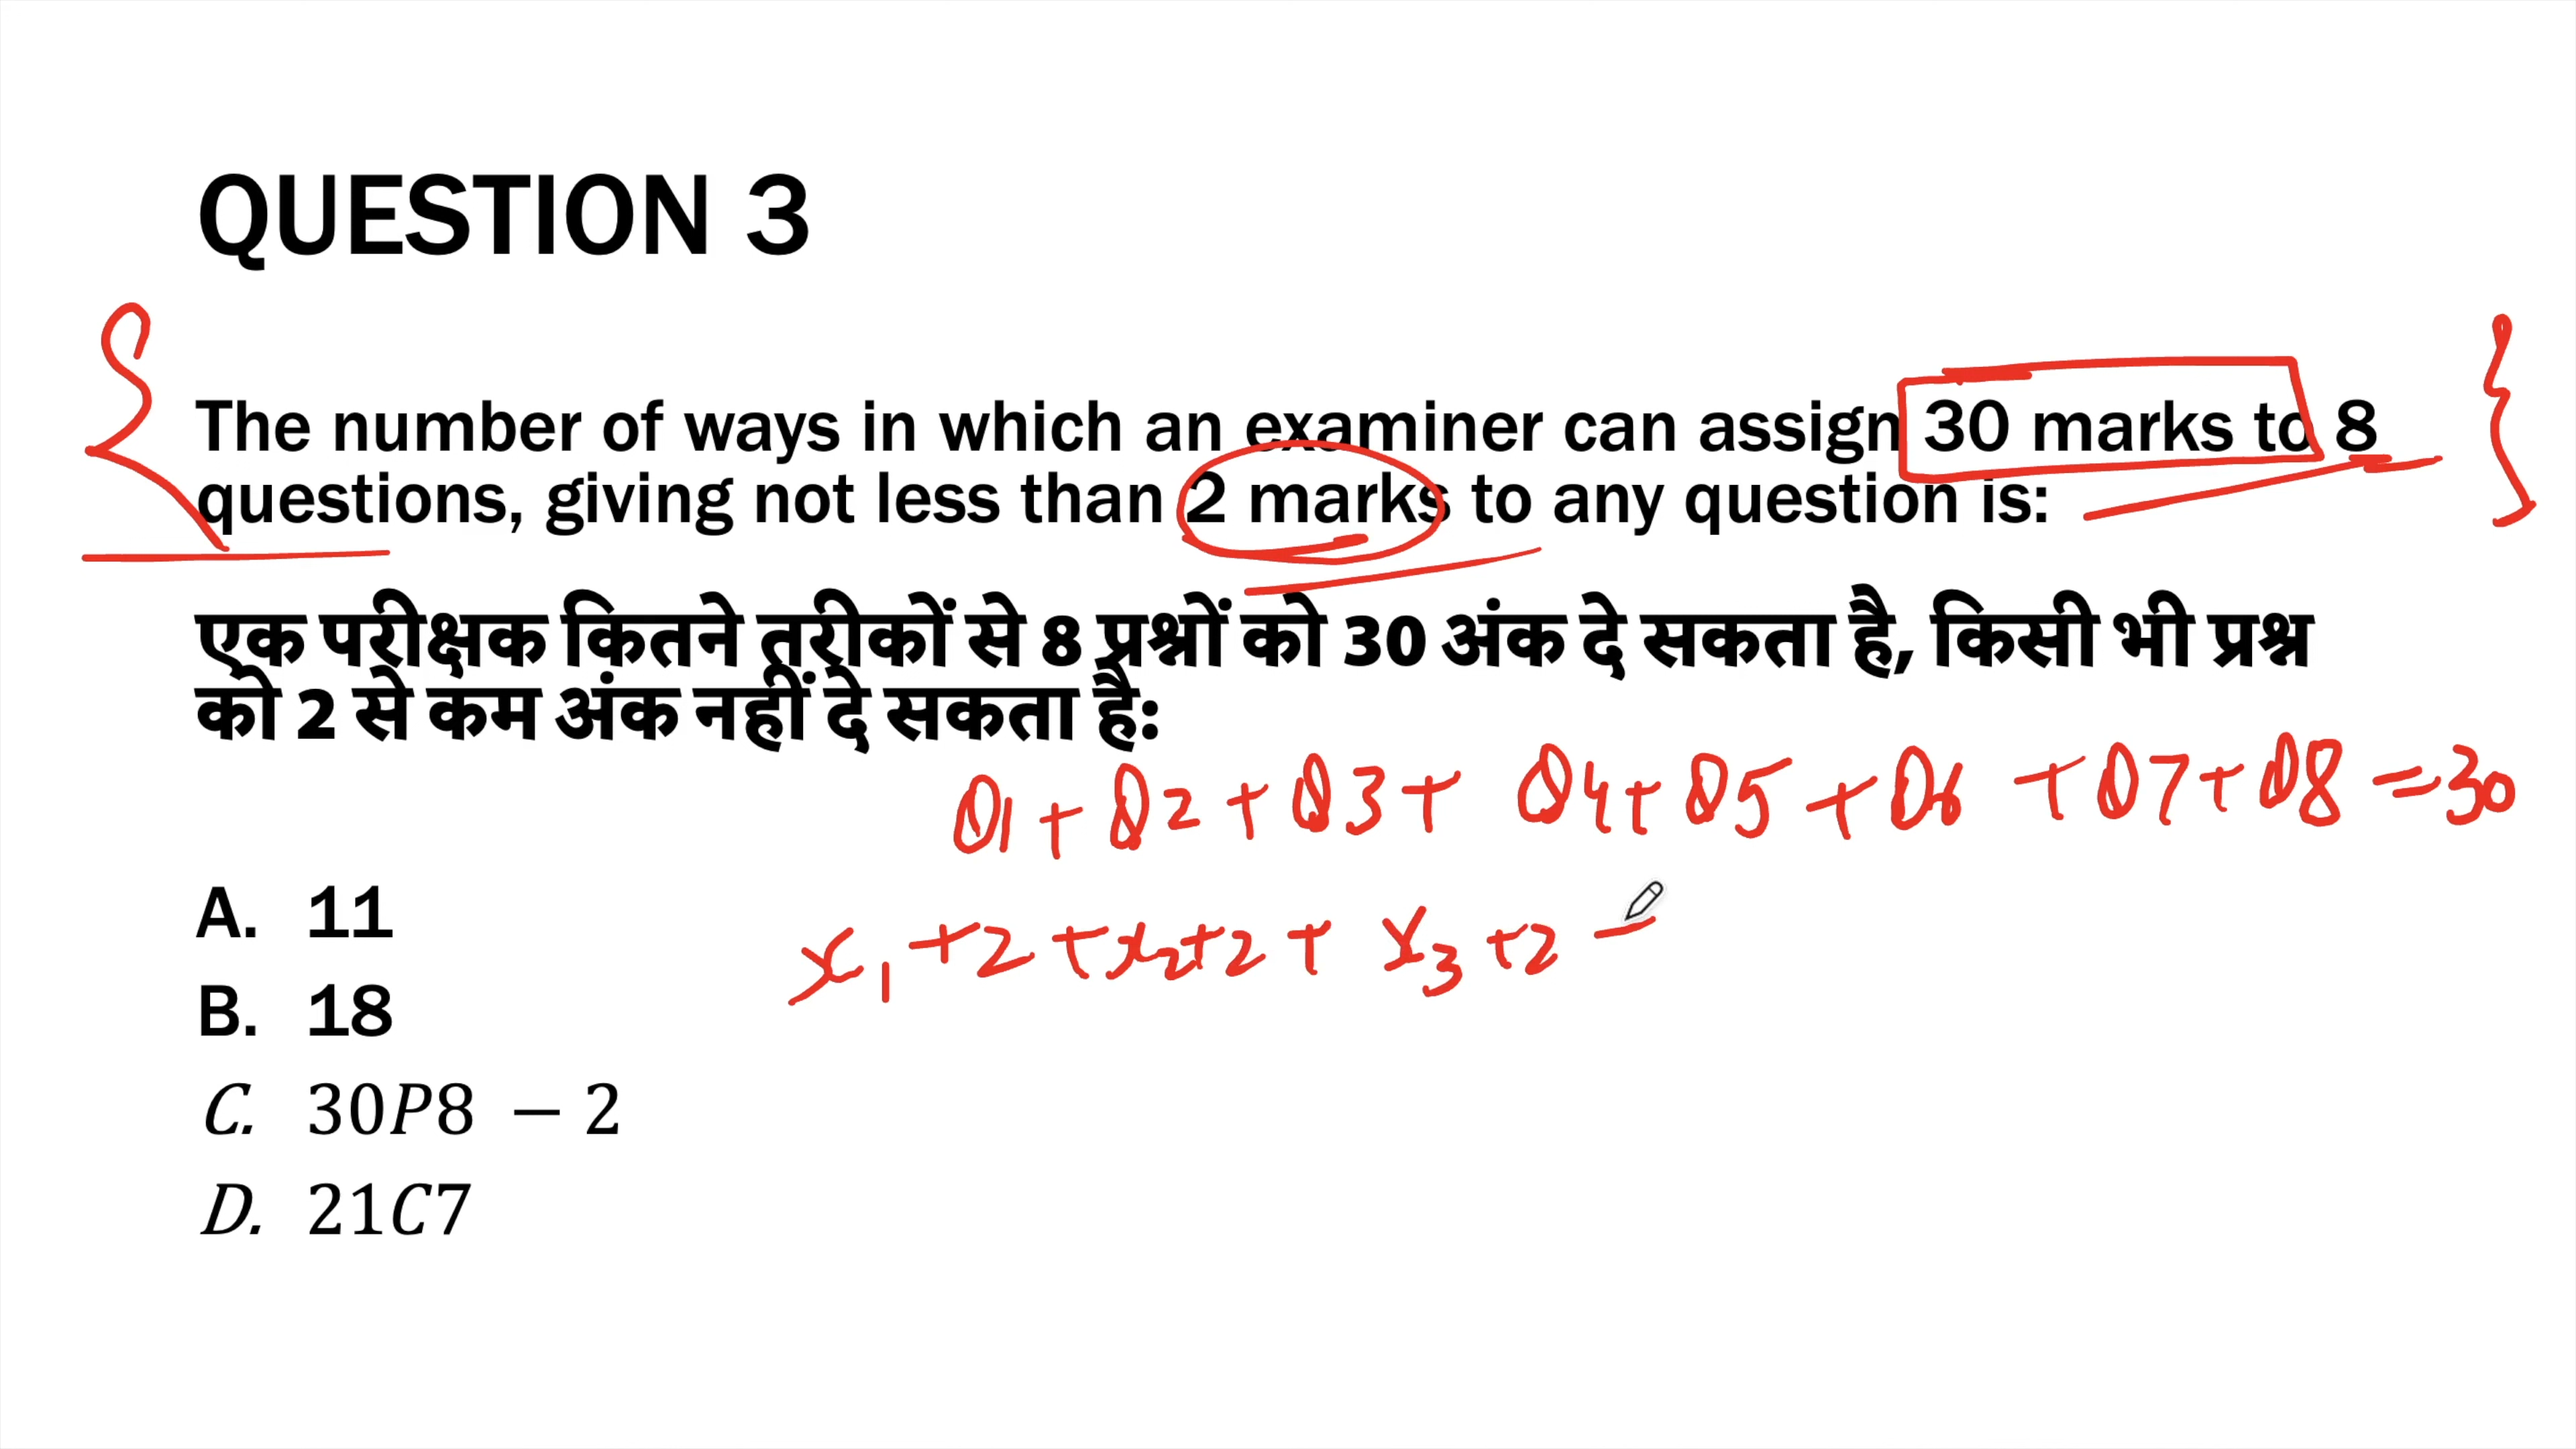 QUESTION 3
The number of ways in which an examiner can assign 30 marks to 8
questions, giving not less than 2 marks to any question is:
एक परीक्षक कितने तरीकों से 8 प्रश्नों को 30 अंक दे सकता है, किसी भी प्रश्न
को 2 से कम अंक नहीं दे सकता है:
Q1 + Q2 + Q3 + Q4 + Q5 + Q6 + Q7 + Q8 = 30
x₁ + 2 + x₂ + 2 + x₃ + 2 -
A. 11
B. 18
C. 30P8 − 2
D. 21C7